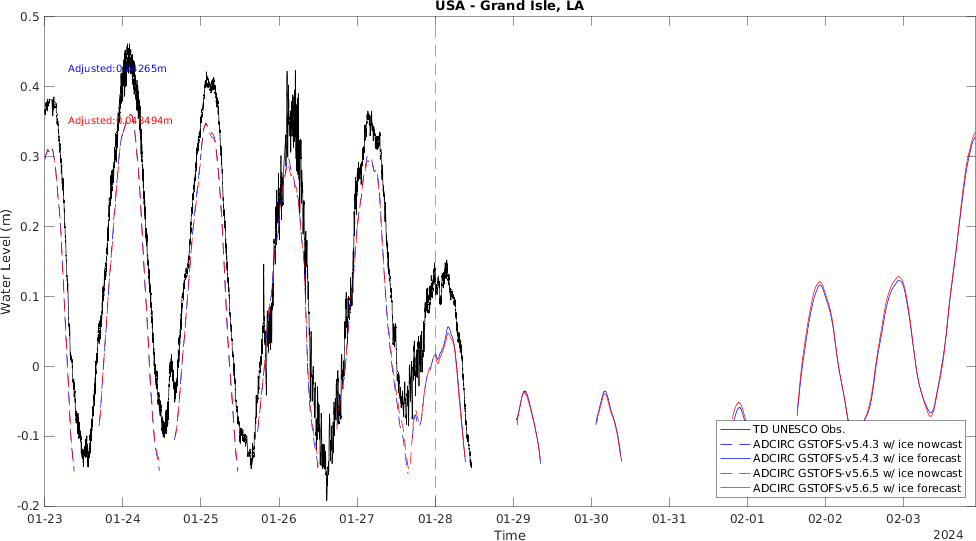 USA - Grand Isle, LA
0.5
0.4
0.3
0.2
0.1
0
-0.1
-0.2
Water Level (m)
Adjusted:
Adjusted:0.043494m
TD UNESCO Obs.
ADCIRC GSTOFS-v5.4.3 w/ ice nowcast
ADCIRC GSTOFS-v5.4.3 w/ ice forecast
ADCIRC GSTOFS-v5.6.5 w/ ice nowcast
ADCIRC GSTOFS-v5.6.5 w/ ice forecast
01-23 01-24 01-25 01-26 01-27 01-28 01-29 01-30 01-31 02-01 02-02 02-03
Time
2024